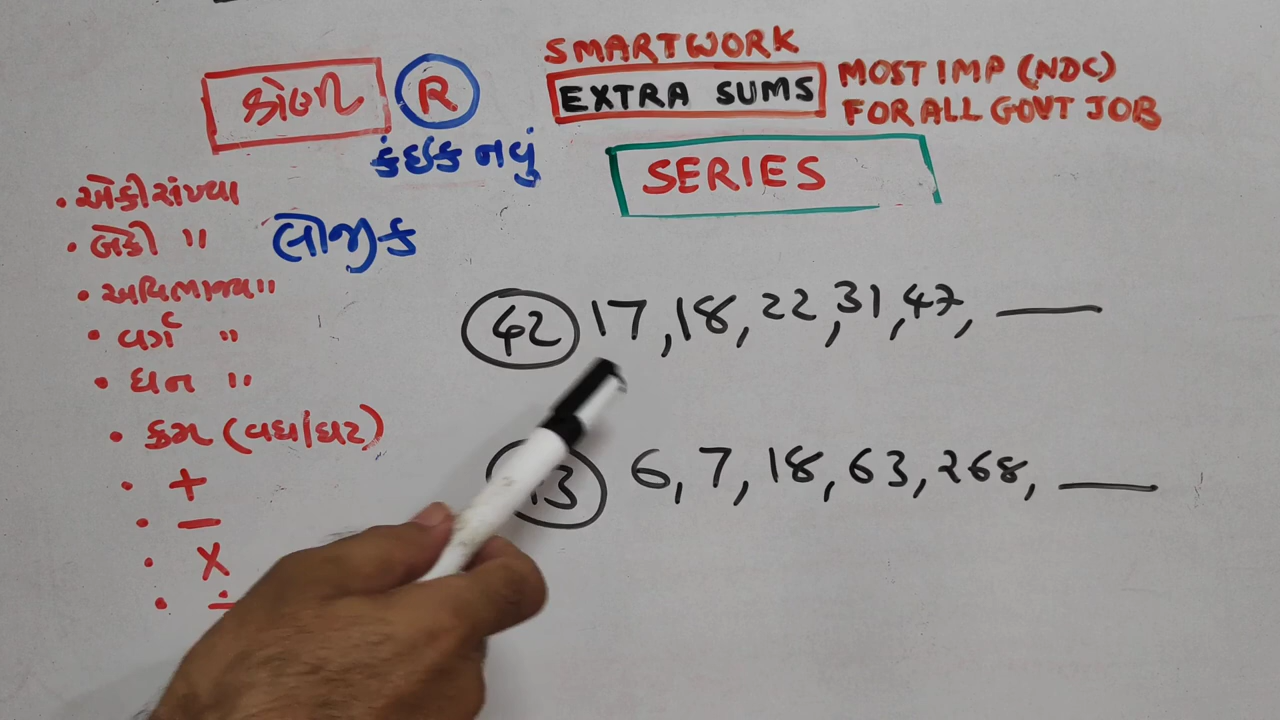 SMARTWORK
શ્રેણી R EXTRA SUMS MOST IMP (NDC)
FOR ALL GOVT JOB
કંઈક નવું
SERIES
• એકી સંખ્યા
• બેકી " લોજીક
• અવિભાજ્ય "
• વર્ગ "
• ઘન "
• ક્રમ (વધ/ઘટ)
• +
• −
• X
• ÷
42 17, 18, 22, 31, 47, ___
3 6, 7, 18, 63, 268, ___